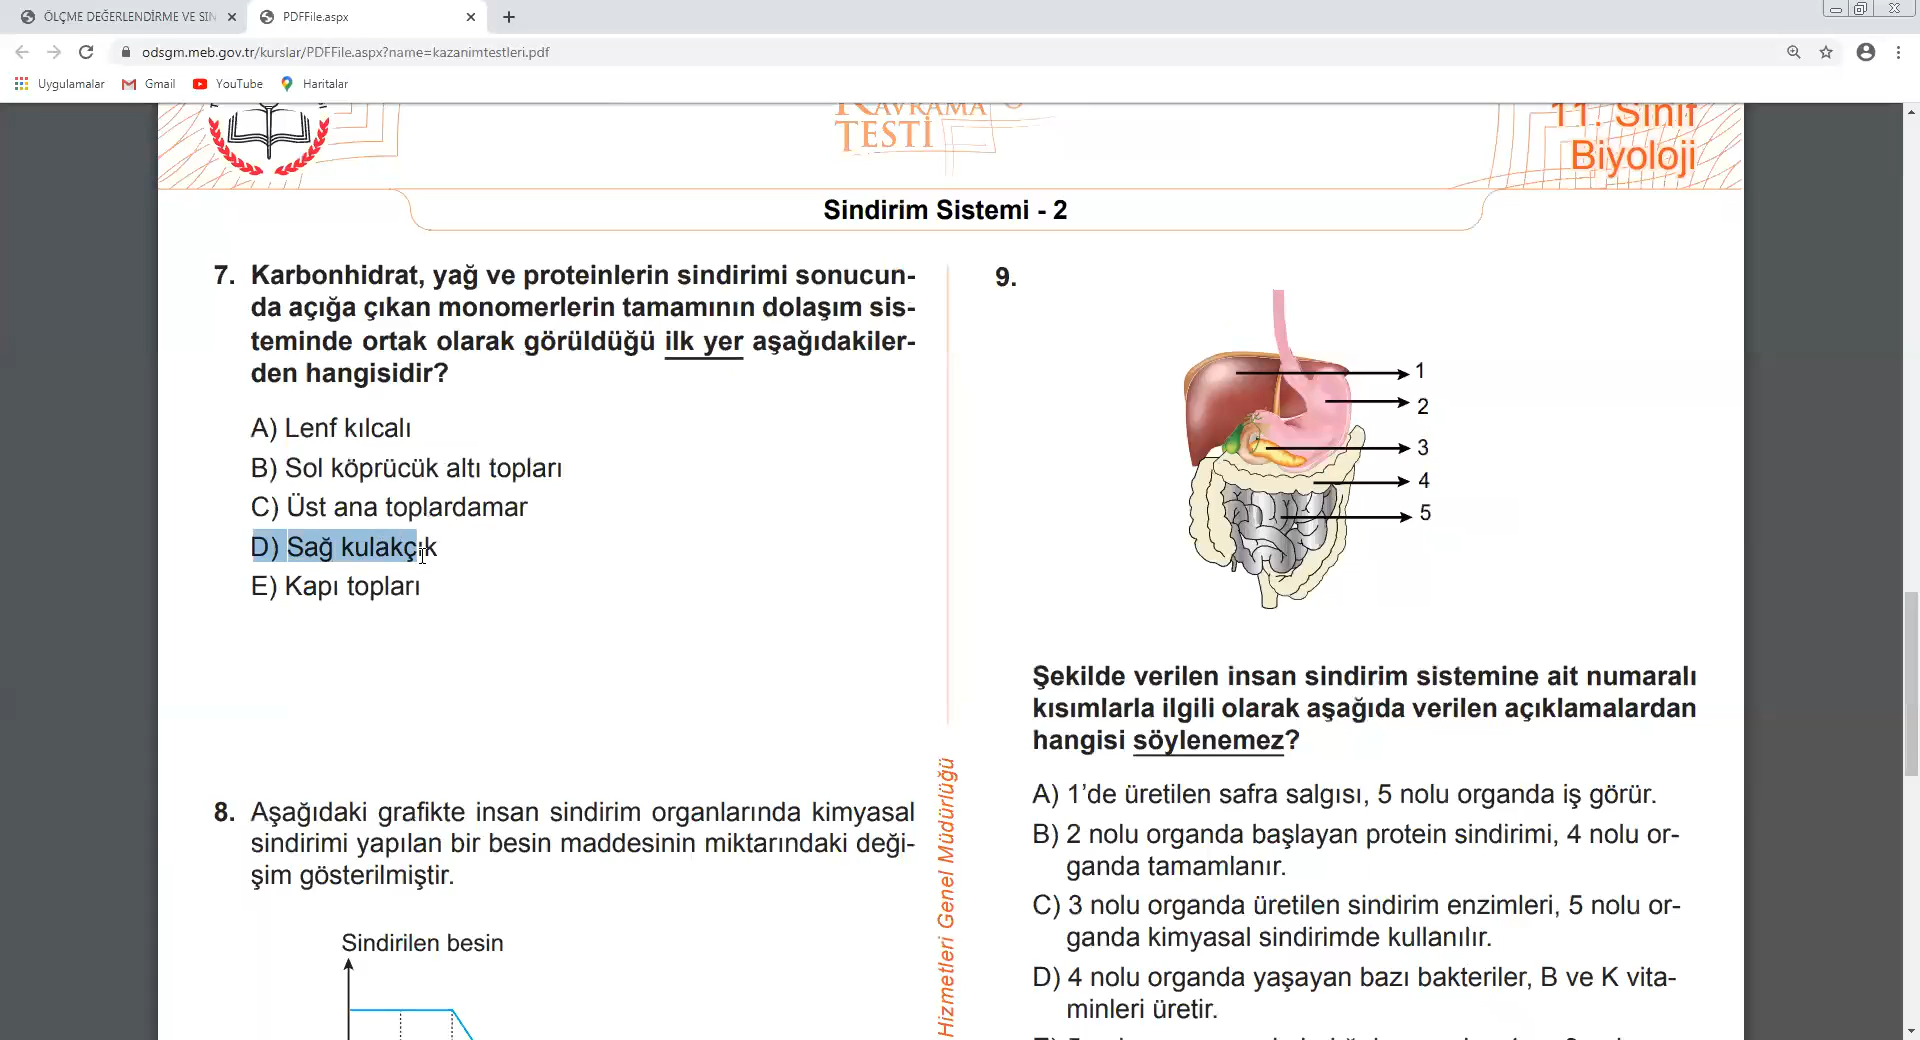 ÖLÇME DEĞERLENDİRME VE SIN
PDFFile.aspx
odsgm.meb.gov.tr/kurslar/PDFFile.aspx?name=kazanimtestleri.pdf
Uygulamalar
Gmail
YouTube
Haritalar
KAVRAMA
TESTİ
11. Sınıf
Biyoloji
Sindirim Sistemi - 2
7. Karbonhidrat, yağ ve proteinlerin sindirimi sonucun-
da açığa çıkan monomerlerin tamamının dolaşım sis-
teminde ortak olarak görüldüğü ilk yer aşağıdakiler-
den hangisidir?
A) Lenf kılcalı
B) Sol köprücük altı topları
C) Üst ana toplardamar
D) Sağ kulakçık
E) Kapı topları
8. Aşağıdaki grafikte insan sindirim organlarında kimyasal
sindirimi yapılan bir besin maddesinin miktarındaki deği-
şim gösterilmiştir.
Sindirilen besin
Hizmetleri Genel Müdürlüğü
9.
1
2
3
4
5
Şekilde verilen insan sindirim sistemine ait numaralı
kısımlarla ilgili olarak aşağıda verilen açıklamalardan
hangisi söylenemez?
A) 1’de üretilen safra salgısı, 5 nolu organda iş görür.
B) 2 nolu organda başlayan protein sindirimi, 4 nolu or-
ganda tamamlanır.
C) 3 nolu organda üretilen sindirim enzimleri, 5 nolu or-
ganda kimyasal sindirimde kullanılır.
D) 4 nolu organda yaşayan bazı bakteriler, B ve K vita-
minleri üretir.